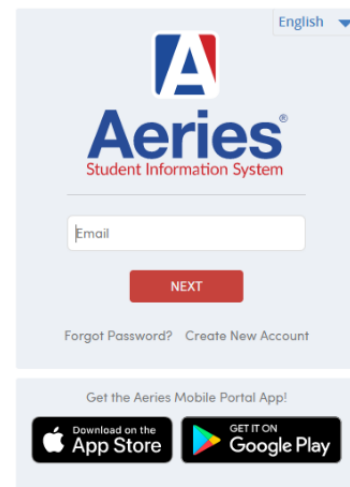 English
Aeries®
Student Information System
Email
NEXT
Forgot Password? Create New Account
Get the Aeries Mobile Portal App!
Download on the
App Store
GET IT ON
Google Play